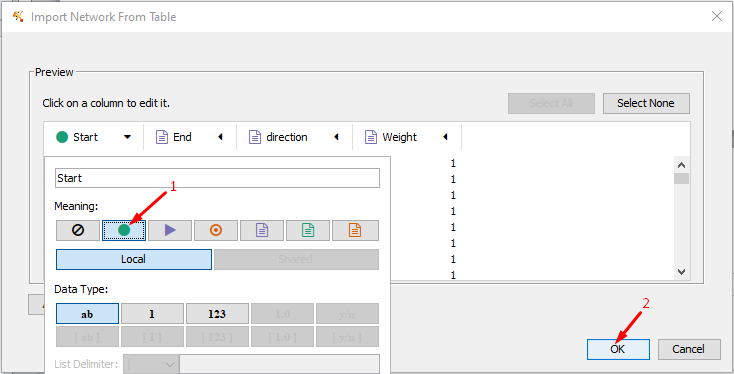 Import Network From Table
Preview
Click on a column to edit it.
Select All
Select None
Start
End
direction
Weight
1
1
1
1
1
1
1
1
Start
1
Meaning:
Local
Shared
Data Type:
ab
1
123
1.0
y/n
[ ab ]
[ 1 ]
[ 123 ]
[ 1.0 ]
[ y/n ]
List Delimiter:
|
2
OK
Cancel